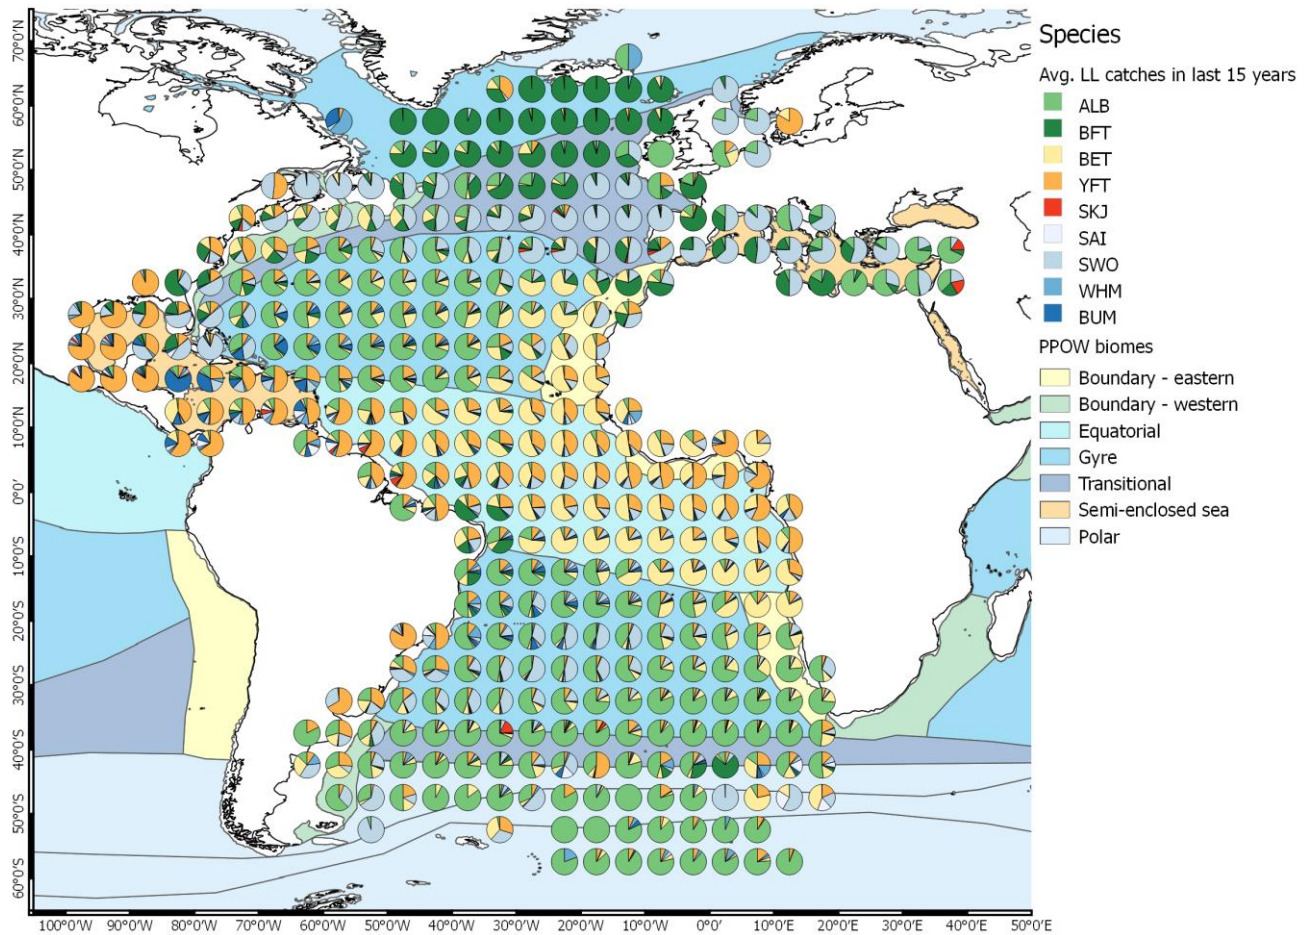 Species
Avg. LL catches in last 15 years
ALB
BFT
BET
YFT
SKJ
SAI
SWO
WHM
BUM
PPOW biomes
Boundary - eastern
Boundary - western
Equatorial
Gyre
Transitional
Semi-enclosed sea
Polar
70°0'N
60°0'N
50°0'N
40°0'N
30°0'N
20°0'N
10°0'N
0°0'
10°0'S
20°0'S
30°0'S
40°0'S
50°0'S
60°0'S
100°0'W 90°0'W 80°0'W 70°0'W 60°0'W 50°0'W 40°0'W 30°0'W 20°0'W 10°0'W 0°0' 10°0'E 20°0'E 30°0'E 40°0'E 50°0'E